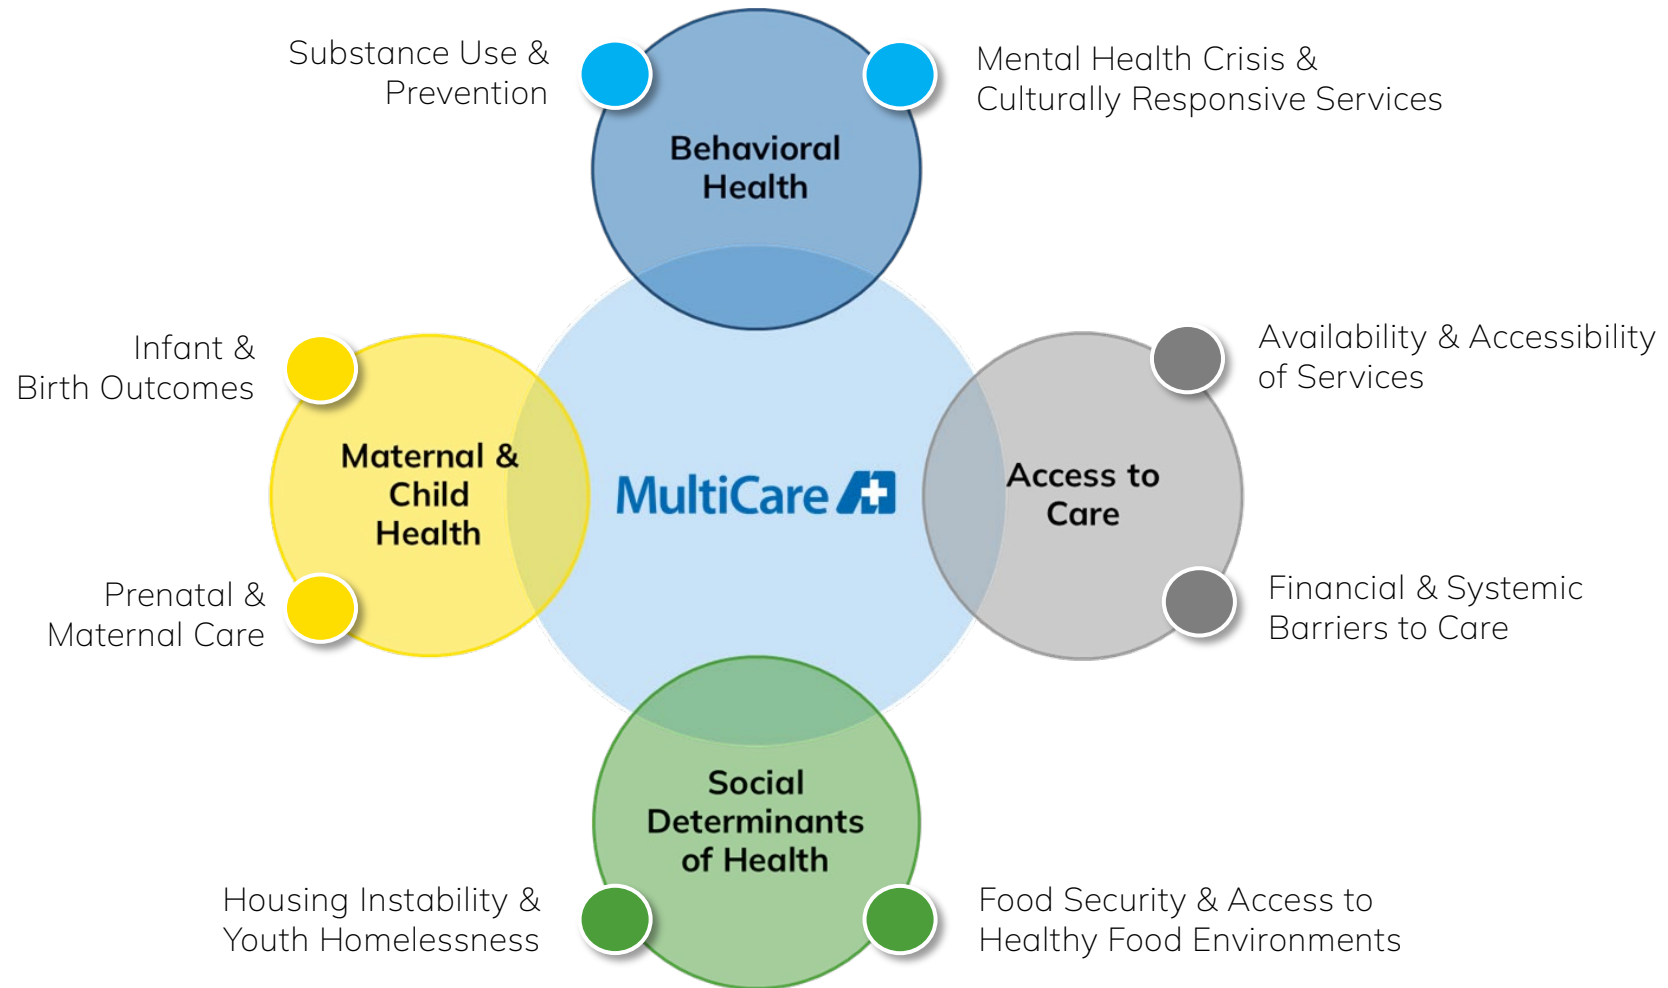 Substance Use &
Prevention
Mental Health Crisis &
Culturally Responsive Services
Behavioral
Health
Infant &
Birth Outcomes
Availability & Accessibility
of Services
Maternal &
Child
Health
MultiCare
Access to
Care
Prenatal &
Maternal Care
Financial & Systemic
Barriers to Care
Social
Determinants
of Health
Housing Instability &
Youth Homelessness
Food Security & Access to
Healthy Food Environments